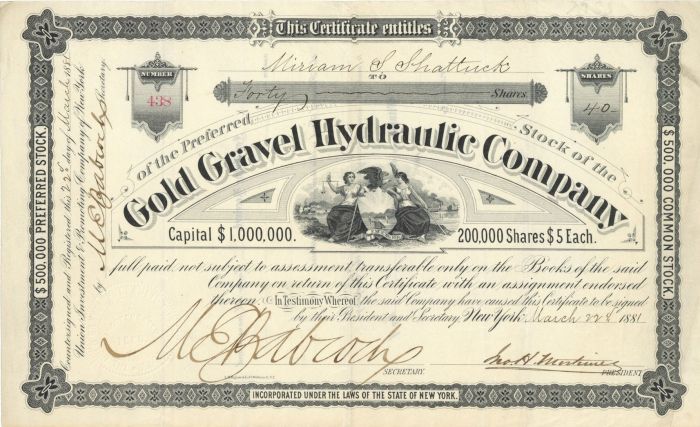 This Certificate entitles
NUMBER
438
Miriam S Shattuck
TO
Forty Shares.
SHARES
40
of the Preferred Stock of the
Gold Gravel Hydraulic Company
Capital $1,000,000. 200,000 Shares $5 Each.
full paid, not subject to assessment, transferable only on the Books of the said
Company on return of this Certificate with an assignment endorsed
thereon. In Testimony Whereof the said Company have caused this Certificate to be signed
by their President and Secretary, New York: March 22d 1881
SECRETARY.
PRESIDENT
INCORPORATED UNDER THE LAWS OF THE STATE OF NEW YORK.
$500,000 PREFERRED STOCK.
Countersigned and Registered this 22d day of March 1881
Union Investment & Promoting Company of New York
by Secretary.
$500,000 COMMON STOCK.